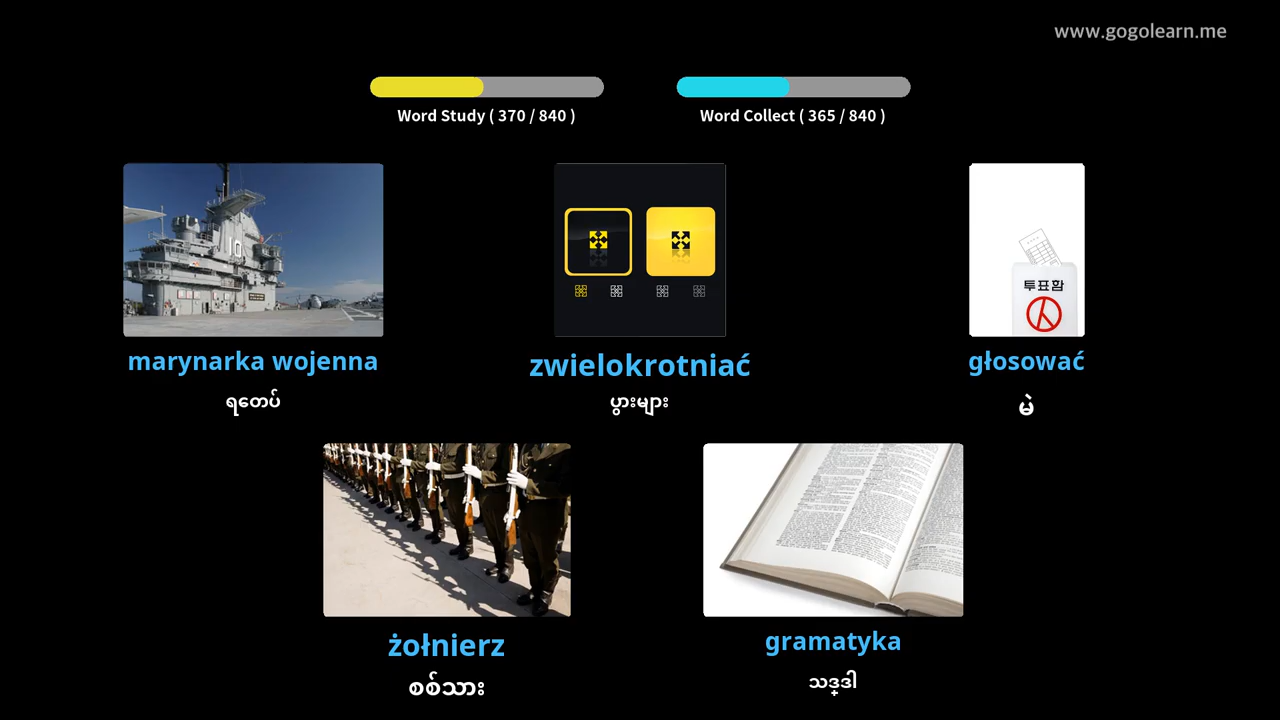 www.gogolearn.me
Word Study ( 370 / 840 )
Word Collect ( 365 / 840 )
10
marynarka wojenna
zwielokrotniać
투표함
głosować
ရတေပ်
ပွားများ
မဲ
żołnierz
gramatyka
စစ်သား
သဒ္ဒါ